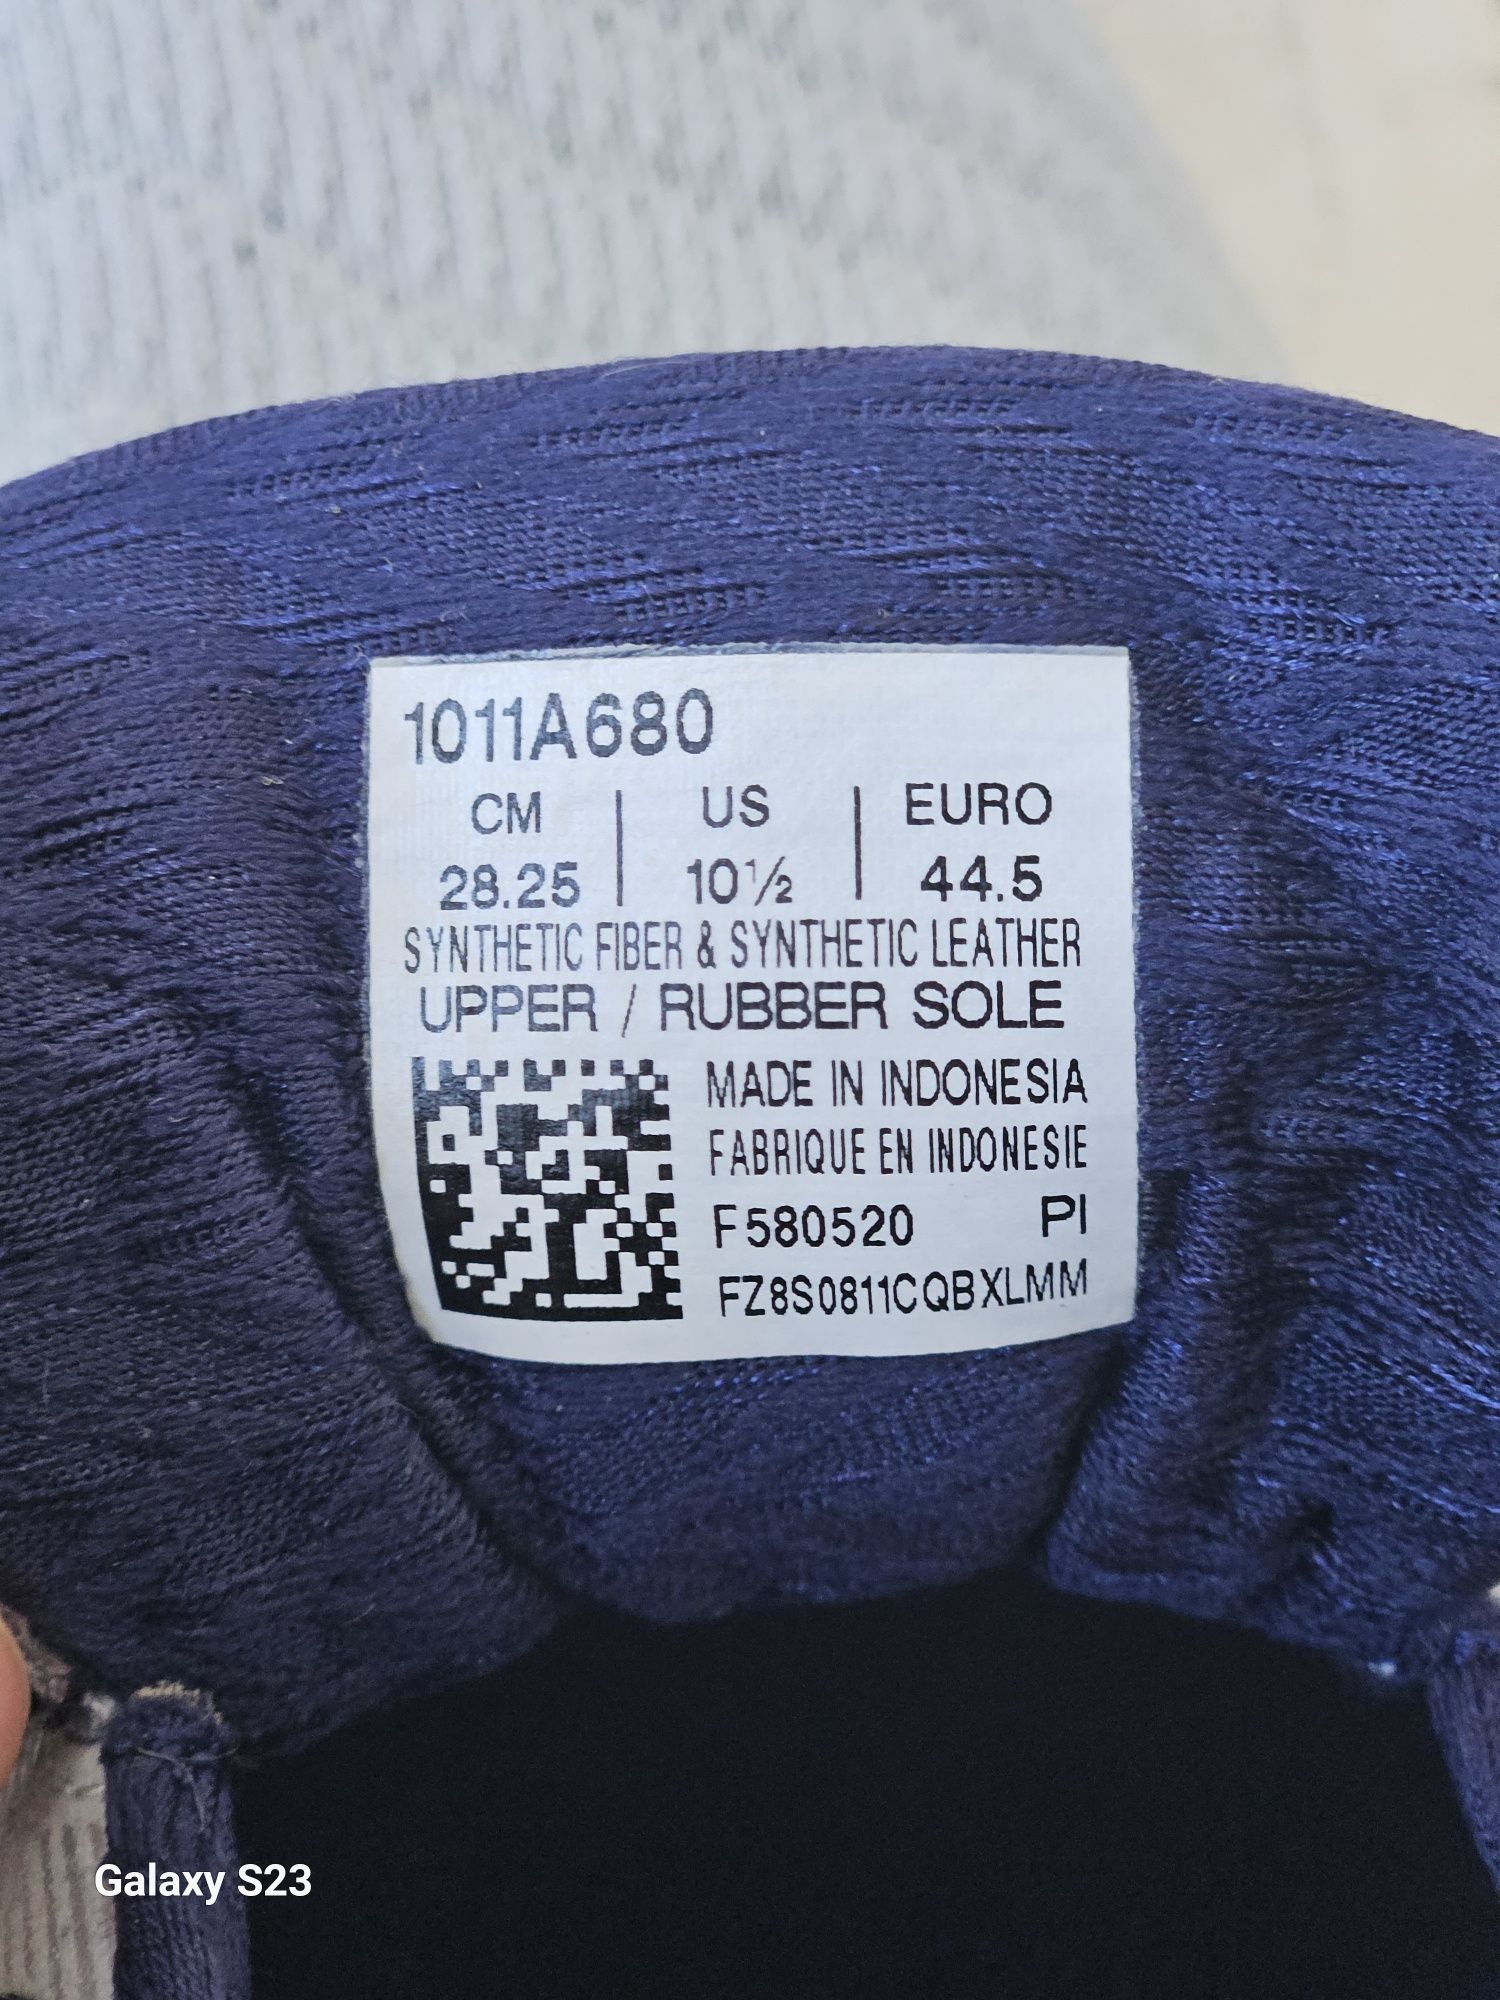 1011A680
CM | US | EURO
28.25 | 10½ | 44.5
SYNTHETIC FIBER & SYNTHETIC LEATHER
UPPER / RUBBER SOLE
MADE IN INDONESIA
FABRIQUE EN INDONESIE
F580520 PI
FZ8S0811CQBXLMM
Galaxy S23